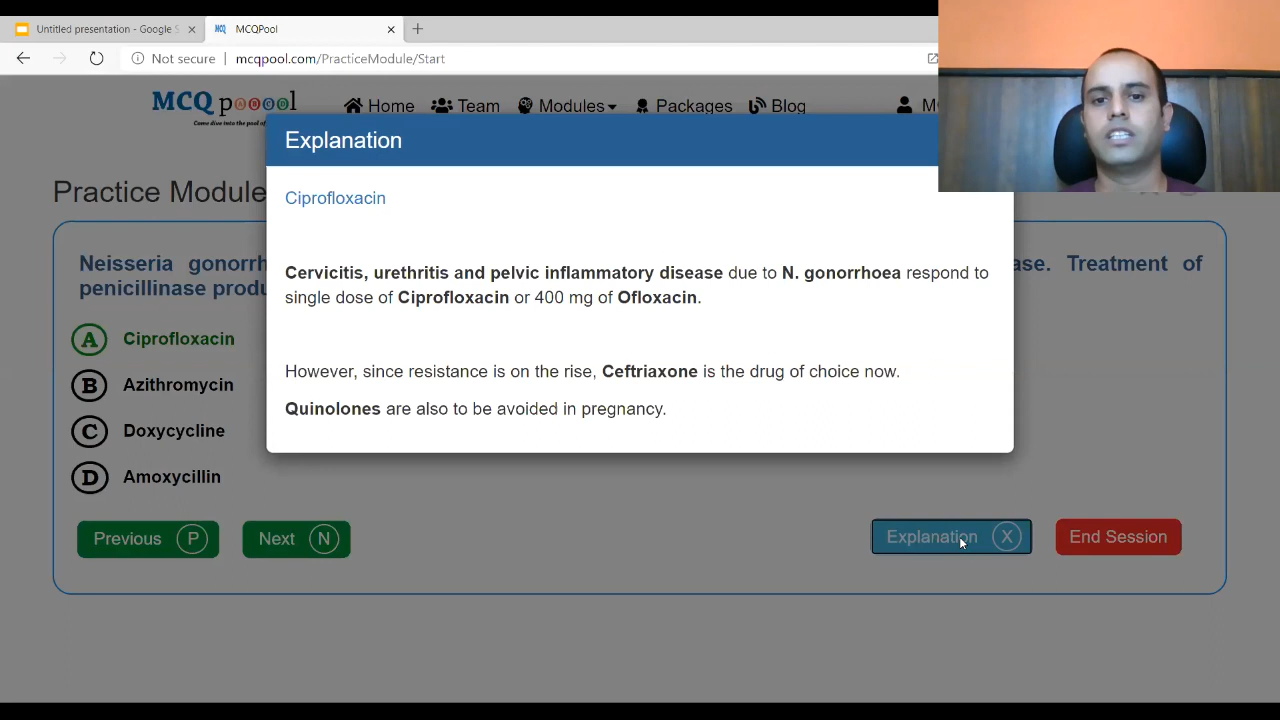 Untitled presentation - Google S
MCQ MCQPool
Not secure | mcqpool.com/PracticeModule/Start
MCQ poool
Home Team Modules Packages Blog
Explanation
Practice Module
Ciprofloxacin
Neisseria
ase. Treatment of
Cervicitis, urethritis and pelvic inflammatory disease due to N. gonorrhoea respond to
single dose of Ciprofloxacin or 400 mg of Ofloxacin.
A Ciprofloxacin
However, since resistance is on the rise, Ceftriaxone is the drug of choice now.
B Azithromycin
Quinolones are also to be avoided in pregnancy.
C Doxycycline
D Amoxycillin
Previous P Next N Explanation X End Session